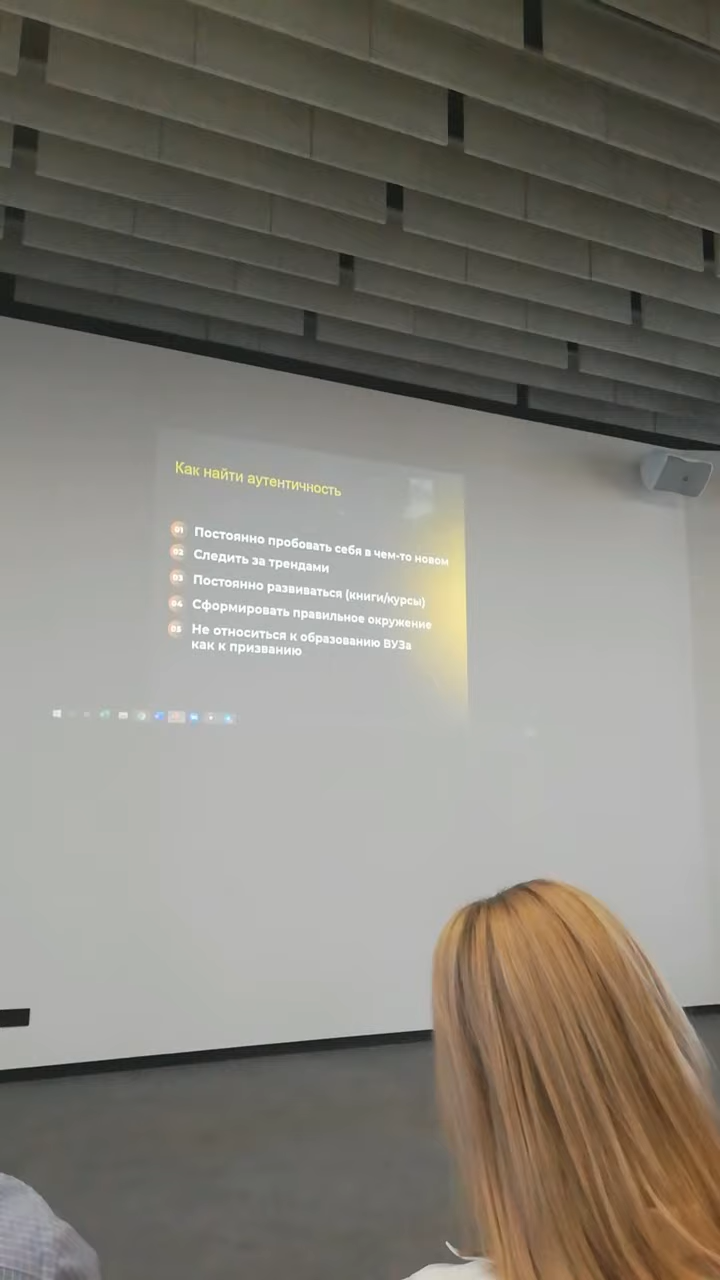 Как найти аутентичность
01 Постоянно пробовать себя в чем-то новом
02 Следить за трендами
03 Постоянно развиваться (книги/курсы)
04 Сформировать правильное окружение
05 Не относиться к образованию ВУЗа
как к призванию